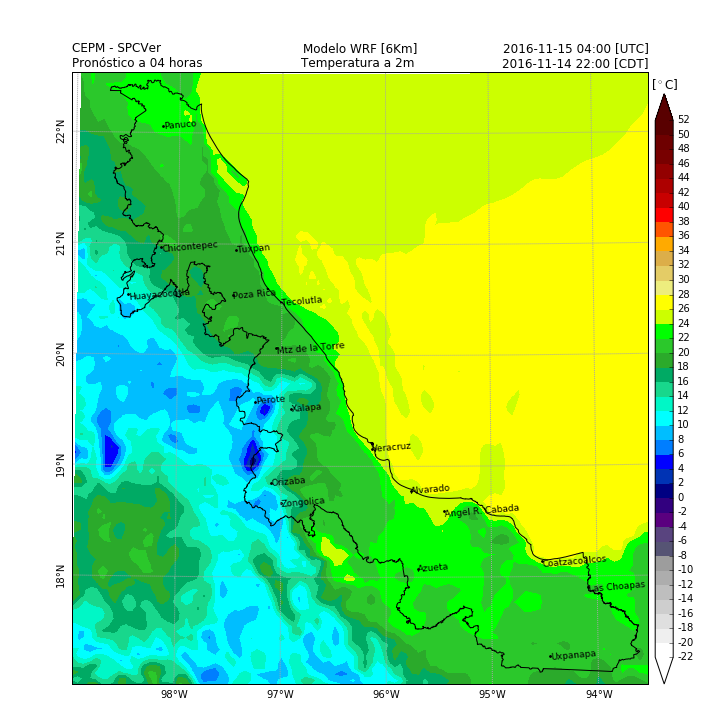 CEPM - SPCVer
Modelo WRF [6Km]
2016-11-15 04:00 [UTC]
Pronóstico a 04 horas
Temperatura a 2m
2016-11-14 22:00 [CDT]
[°C]
52
50
48
46
44
42
40
38
36
34
32
30
28
26
24
22
20
18
16
14
12
10
8
6
4
2
0
-2
-4
-6
-8
-10
-12
-14
-16
-18
-20
-22
22°N
21°N
20°N
19°N
18°N
Panuco
Chicontepec
Tuxpan
Huayacocotla
Poza Rica
Tecolutla
Mtz de la Torre
Perote
Xalapa
Veracruz
Orizaba
Alvarado
Zongolica
Angel R. Cabada
Azueta
Coatzacoalcos
Las Choapas
Uxpanapa
98°W
97°W
96°W
95°W
94°W